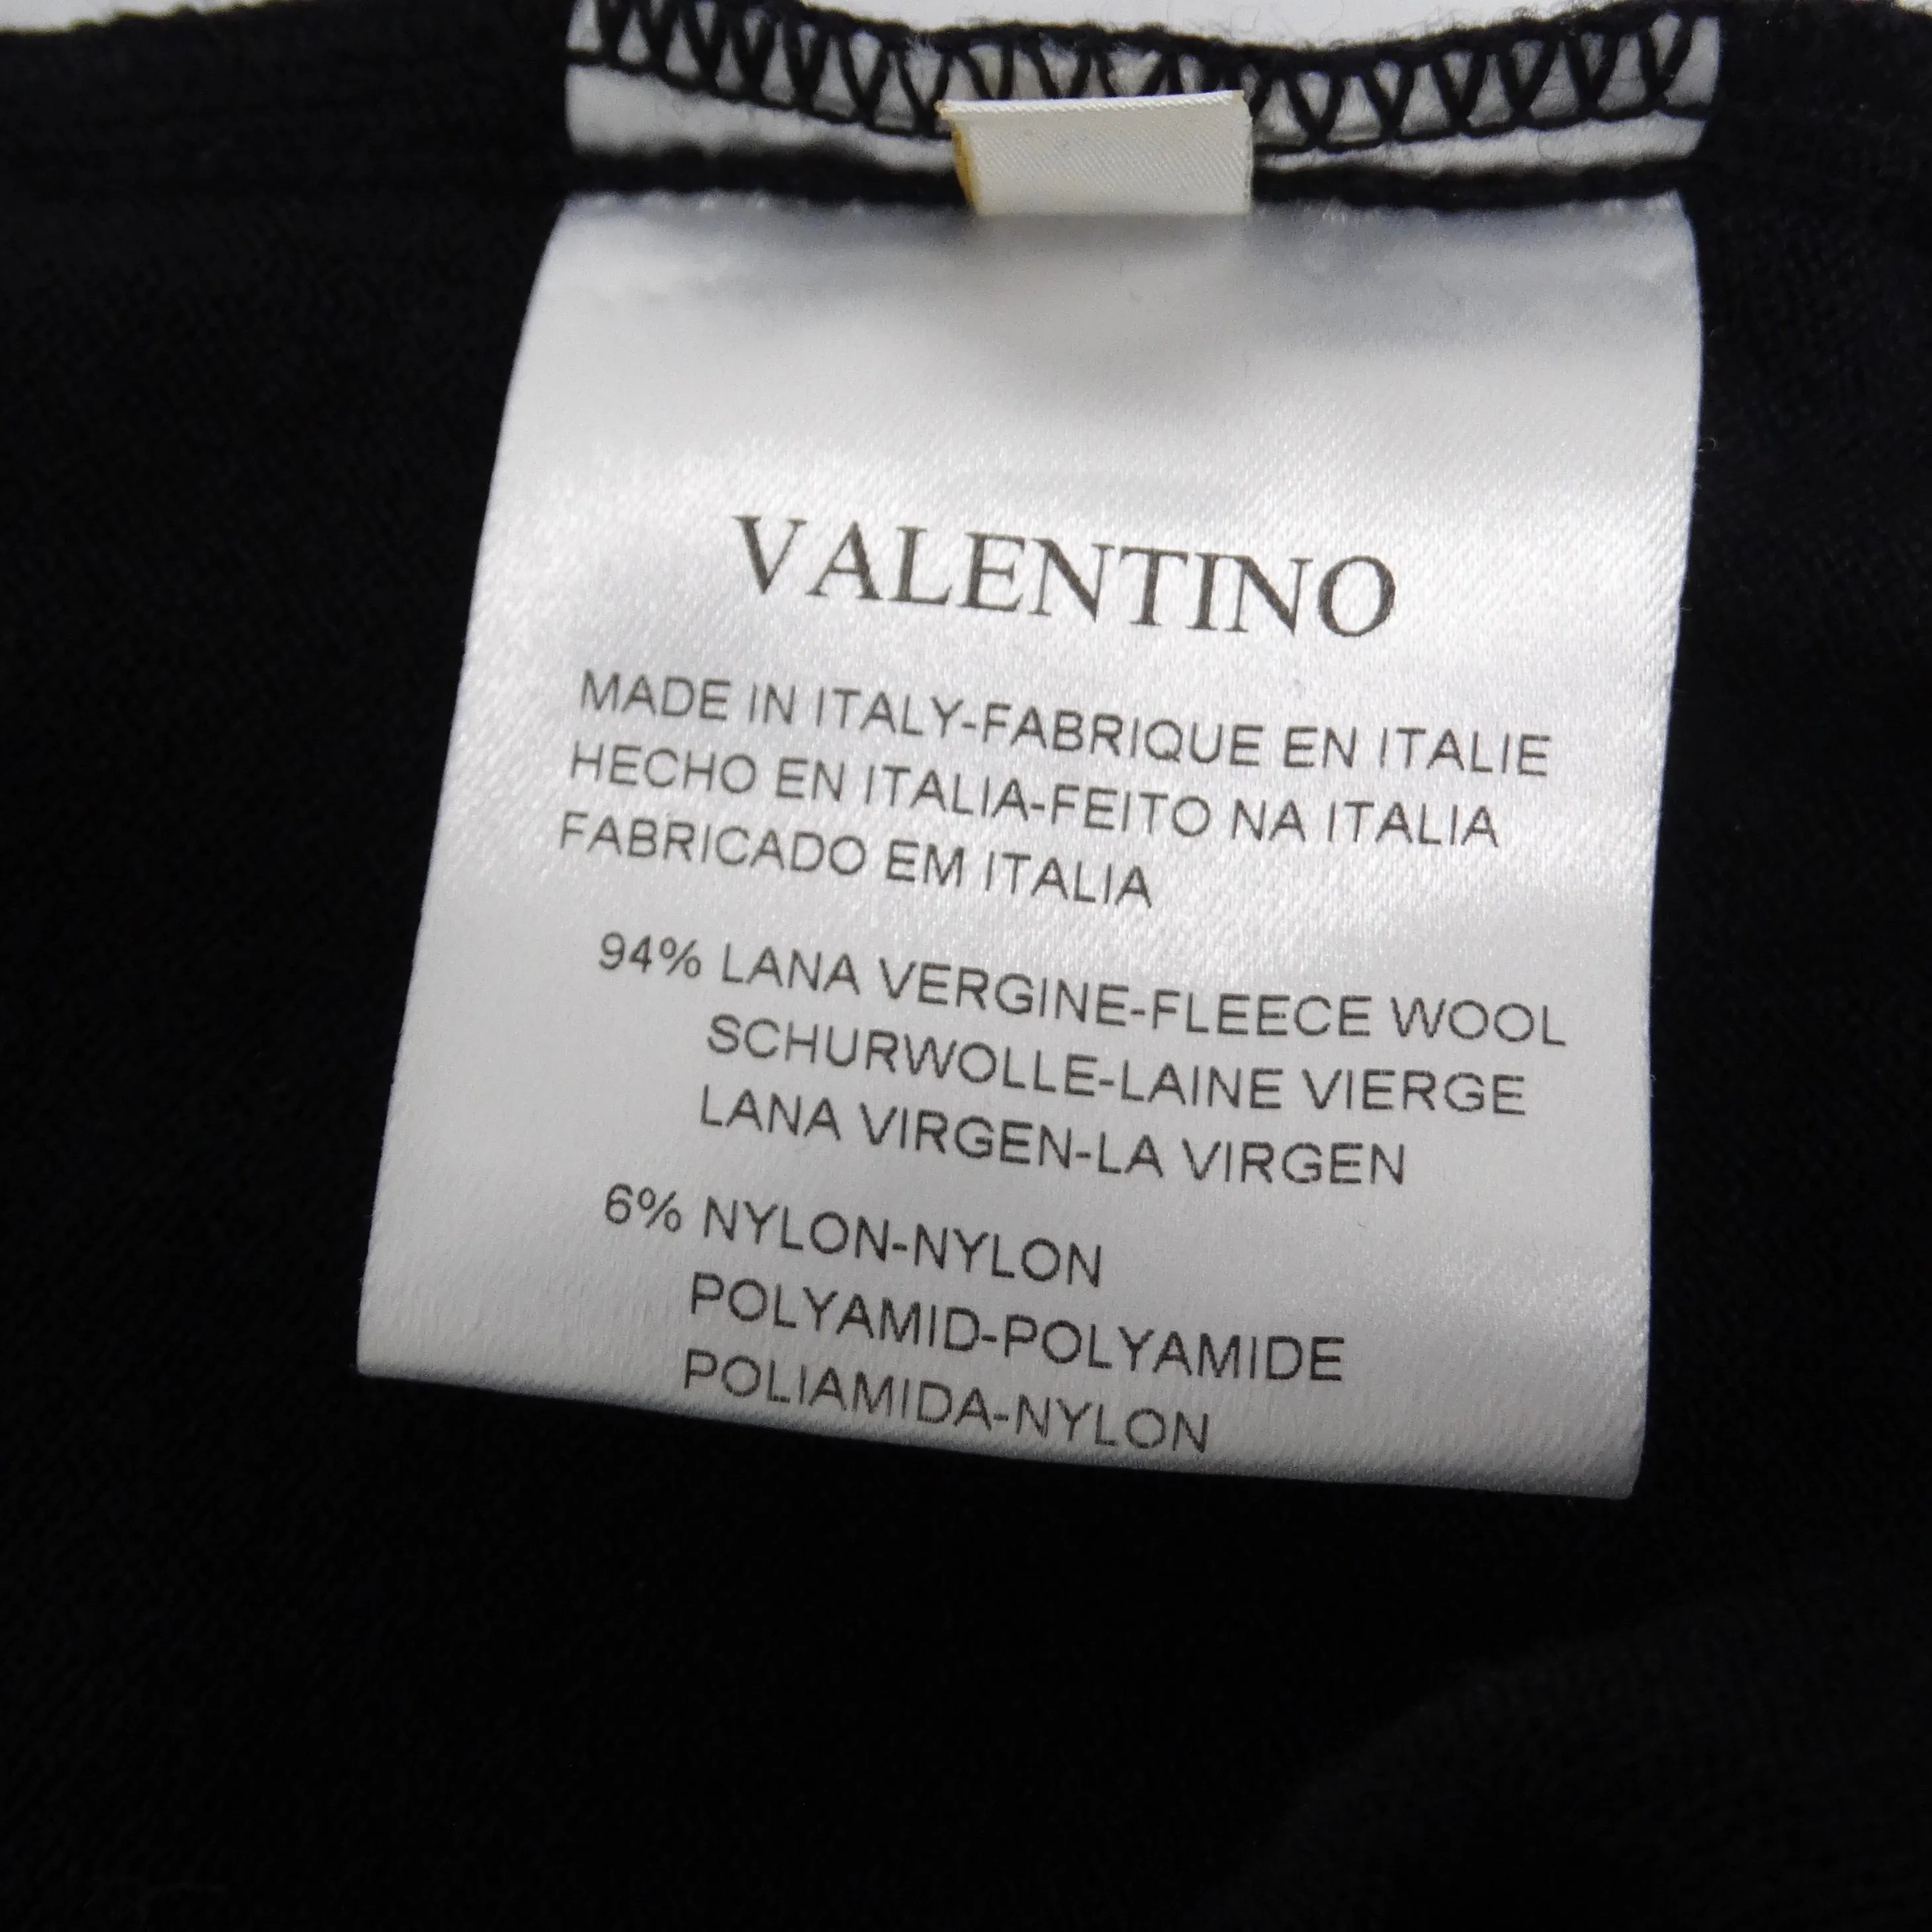 VALENTINO
MADE IN ITALY-FABRIQUE EN ITALIE
HECHO EN ITALIA-FEITO NA ITALIA
FABRICADO EM ITALIA
94% LANA VERGINE-FLEECE WOOL
SCHURWOLLE-LAINE VIERGE
LANA VIRGEN-LA VIRGEN
6% NYLON-NYLON
POLYAMID-POLYAMIDE
POLIAMIDA-NYLON